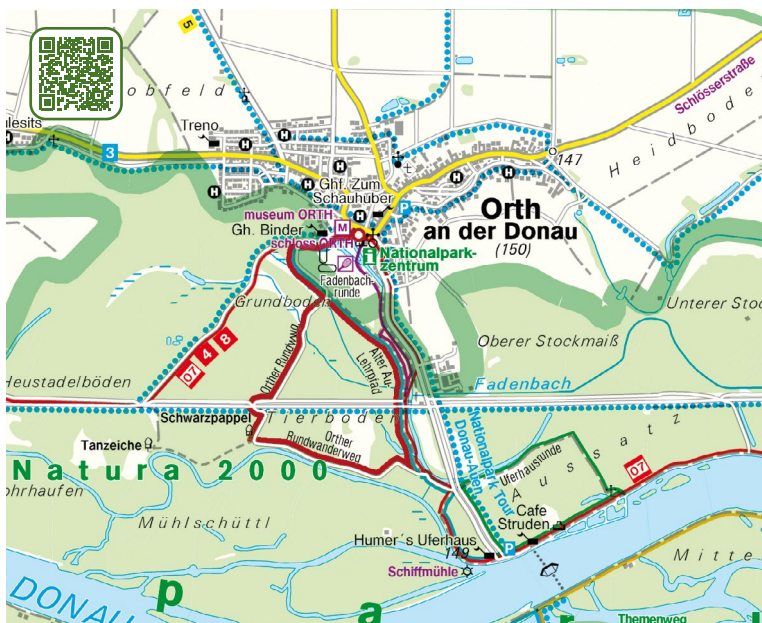 5
obfeld
Schlösserstraße
lesits
Treno
H
H
3
147
Heidbode
H
H
H
H
H
Ghf. Zum
Schauhuber
P
museum ORTH
M
Gh. Binder
schloss ORTH
Orth
an der Donau
(150)
i
Nationalpark-
zentrum
Fadenbach-
runde
Grundboden
Unterer Stoc
Oberer Stockmaiß
07 4 8
Orther Rundweg
Alter Au-
Lehrpfad
Heustadelböden
Fadenbach
Schwarzpappel
Tierboden
Tanzeiche
Orther
Rundwanderweg
Nationalpark Tour
Donau-Auen
Uferhausrunde
Aussatz
07
Natura 2000
ohrhaufen
Mühlschüttl
Cafe
Struden
Humer´s Uferhaus
149
P
Schiffmühle
Mitte
DONAU
p a r
Themenweg